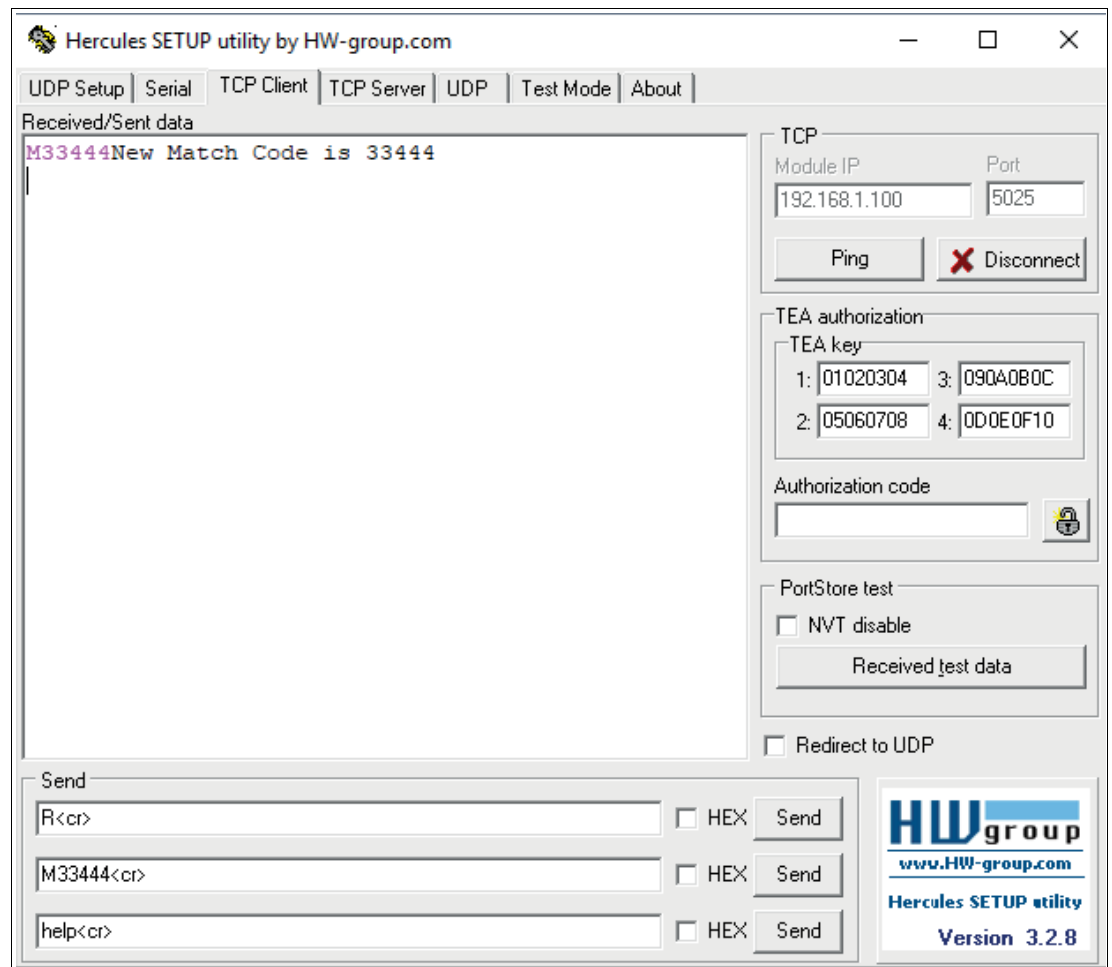 Hercules SETUP utility by HW-group.com
UDP Setup Serial TCP Client TCP Server UDP Test Mode About
Received/Sent data
M33444New Match Code is 33444
TCP
Module IP Port
192.168.1.100 5025
Ping Disconnect
TEA authorization
TEA key
1: 01020304 3: 090A0B0C
2: 05060708 4: 0D0E0F10
Authorization code
PortStore test
NVT disable
Received test data
Redirect to UDP
Send
R<cr> HEX Send
M33444<cr> HEX Send
help<cr> HEX Send
HWgroup
www.HW-group.com
Hercules SETUP utility
Version 3.2.8